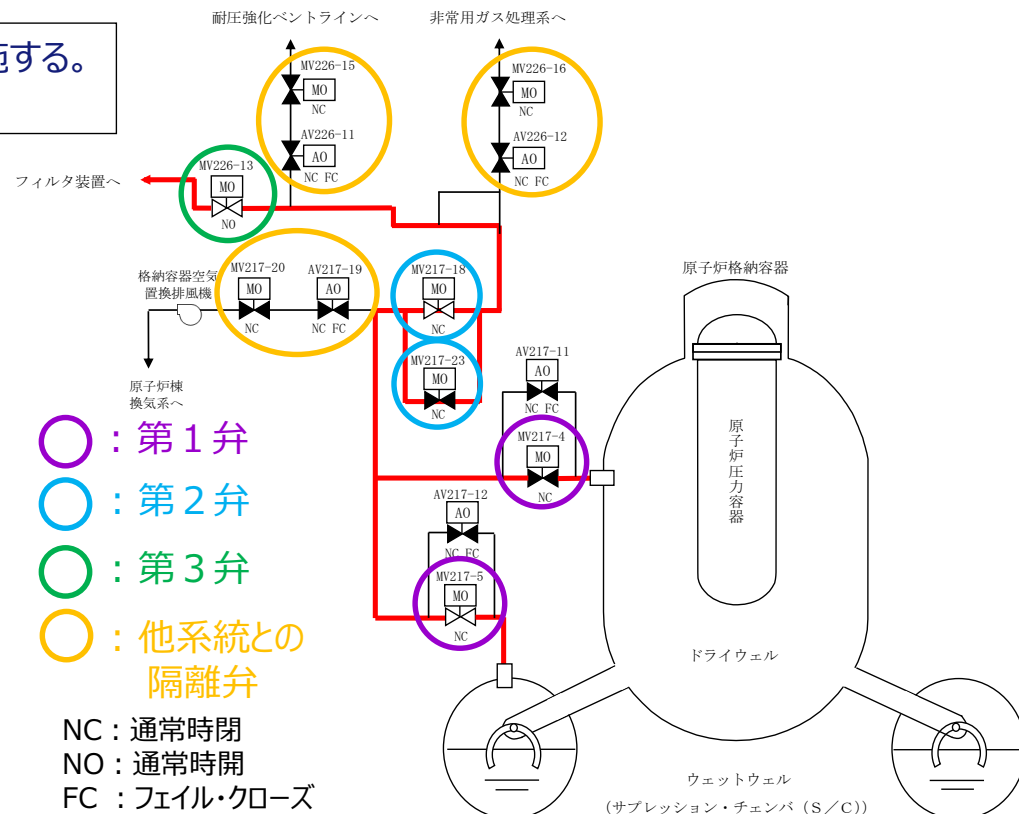 施する。
耐圧強化ベントラインへ
非常用ガス処理系へ
MV226-15
MO
NC
AV226-11
AO
NC FC
MV226-16
MO
NC
AV226-12
AO
NC FC
フィルタ装置へ
MV226-13
MO
NO
格納容器空気
置換排風機
MV217-20
MO
NC
AV217-19
AO
NC FC
MV217-18
MO
NC
原子炉格納容器
原子炉棟
換気系へ
MV217-23
MO
NC
AV217-11
AO
NC FC
MV217-4
MO
NC
原子炉圧力容器
AV217-12
AO
NC FC
MV217-5
MO
NC
:第1弁
:第2弁
:第3弁
:他系統との
隔離弁
NC:通常時閉
NO:通常時開
FC :フェイル・クローズ
ドライウェル
ウェットウェル
(サプレッション・チェンバ(S/C))